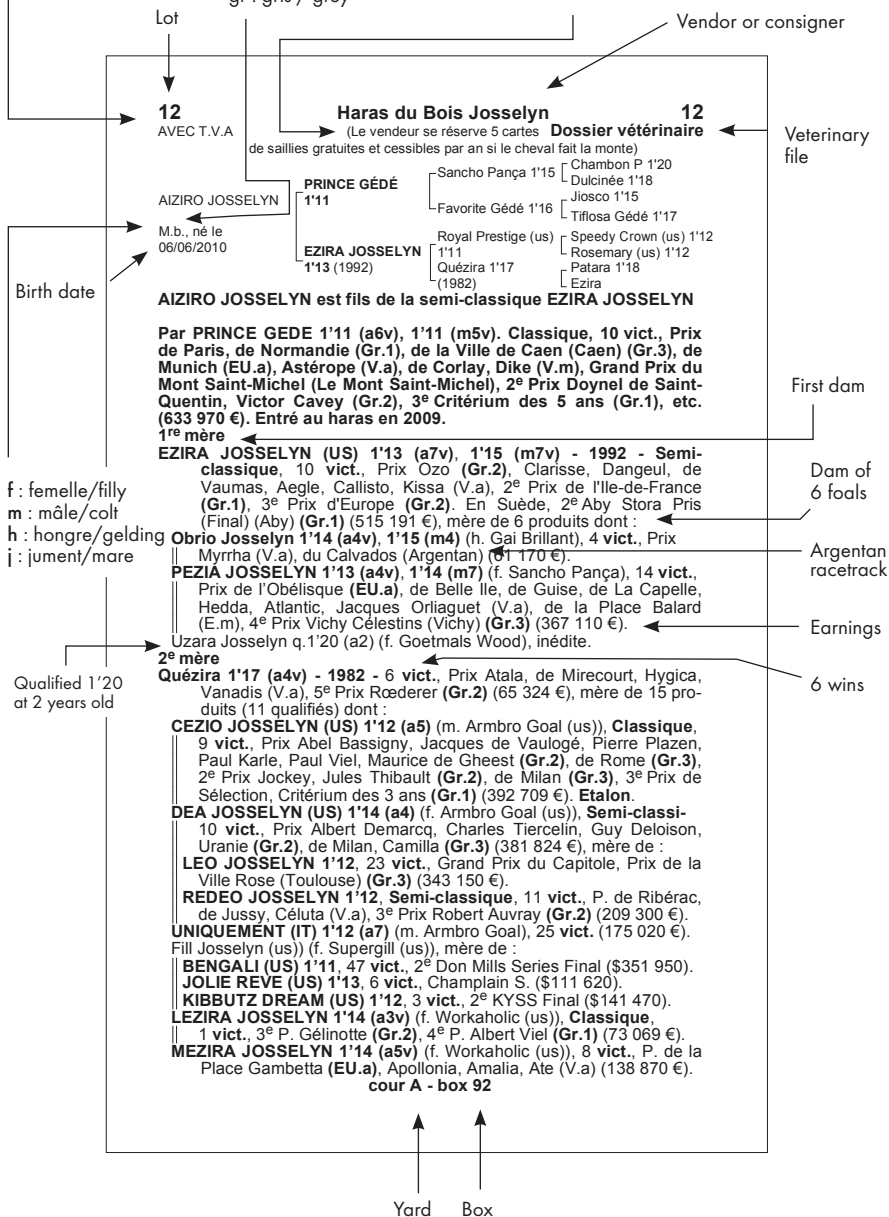 gr : gris / grey
Lot
Vendor or consigner
12 Haras du Bois Josselyn 12
AVEC T.V.A (Le vendeur se réserve 5 cartes Dossier vétérinaire
de saillies gratuites et cessibles par an si le cheval fait la monte)
Veterinary
file
Sancho Pança 1'15 Chambon P 1'20
Dulcinée 1'18
PRINCE GÉDÉ
1'11
Favorite Gédé 1'16 Jiosco 1'15
Tiflosa Gédé 1'17
AIZIRO JOSSELYN
M.b., né le
06/06/2010
EZIRA JOSSELYN
1'13 (1992)
Royal Prestige (us)
1'11
Speedy Crown (us) 1'12
Rosemary (us) 1'12
Quézira 1'17
(1982)
Patara 1'18
Ezira
Birth date
AIZIRO JOSSELYN est fils de la semi-classique EZIRA JOSSELYN
Par PRINCE GEDE 1'11 (a6v), 1'11 (m5v). Classique, 10 vict., Prix
de Paris, de Normandie (Gr.1), de la Ville de Caen (Caen) (Gr.3), de
Munich (EU.a), Astérope (V.a), de Corlay, Dike (V.m), Grand Prix du
Mont Saint-Michel (Le Mont Saint-Michel), 2e Prix Doynel de Saint-
Quentin, Victor Cavey (Gr.2), 3e Critérium des 5 ans (Gr.1), etc.
(633 970 €). Entré au haras en 2009.
First dam
1re mère
EZIRA JOSSELYN (US) 1'13 (a7v), 1'15 (m7v) - 1992 - Semi-
classique, 10 vict., Prix Ozo (Gr.2), Clarisse, Dangeul, de
Vaumas, Aegle, Callisto, Kissa (V.a), 2e Prix de l'Ile-de-France
(Gr.1), 3e Prix d'Europe (Gr.2). En Suède, 2e Aby Stora Pris
(Final) (Aby) (Gr.1) (515 191 €), mère de 6 produits dont :
Dam of
6 foals
f : femelle/filly
m : mâle/colt
h : hongre/gelding
j : jument/mare
Obrio Josselyn 1'14 (a4v), 1'15 (m4) (h. Gai Brillant), 4 vict., Prix
Myrrha (V.a), du Calvados (Argentan) (61 170 €).
Argentan
racetrack
PEZIA JOSSELYN 1'13 (a4v), 1'14 (m7) (f. Sancho Pança), 14 vict.,
Prix de l'Obélisque (EU.a), de Belle Ile, de Guise, de La Capelle,
Hedda, Atlantic, Jacques Orliaguet (V.a), de la Place Balard
(E.m), 4e Prix Vichy Célestins (Vichy) (Gr.3) (367 110 €).
Earnings
Uzara Josselyn q.1'20 (a2) (f. Goetmals Wood), inédite.
2e mère
Qualified 1'20
at 2 years old
Quézira 1'17 (a4v) - 1982 - 6 vict., Prix Atala, de Mirecourt, Hygica,
Vanadis (V.a), 5e Prix Rœderer (Gr.2) (65 324 €), mère de 15 pro-
duits (11 qualifiés) dont :
6 wins
CEZIO JOSSELYN (US) 1'12 (a5) (m. Armbro Goal (us)), Classique,
9 vict., Prix Abel Bassigny, Jacques de Vaulogé, Pierre Plazen,
Paul Karle, Paul Viel, Maurice de Gheest (Gr.2), de Rome (Gr.3),
2e Prix Jockey, Jules Thibault (Gr.2), de Milan (Gr.3), 3e Prix de
Sélection, Critérium des 3 ans (Gr.1) (392 709 €). Etalon.
DEA JOSSELYN (US) 1'14 (a4) (f. Armbro Goal (us)), Semi-classi-
10 vict., Prix Albert Demarcq, Charles Tiercelin, Guy Deloison,
Uranie (Gr.2), de Milan, Camilla (Gr.3) (381 824 €), mère de :
LEO JOSSELYN 1'12, 23 vict., Grand Prix du Capitole, Prix de la
Ville Rose (Toulouse) (Gr.3) (343 150 €).
REDEO JOSSELYN 1'12, Semi-classique, 11 vict., P. de Ribérac,
de Jussy, Céluta (V.a), 3e Prix Robert Auvray (Gr.2) (209 300 €).
UNIQUEMENT (IT) 1'12 (a7) (m. Armbro Goal), 25 vict. (175 020 €).
Fill Josselyn (us)) (f. Supergill (us)), mère de :
BENGALI (US) 1'11, 47 vict., 2e Don Mills Series Final ($351 950).
JOLIE REVE (US) 1'13, 6 vict., Champlain S. ($111 620).
KIBBUTZ DREAM (US) 1'12, 3 vict., 2e KYSS Final ($141 470).
LEZIRA JOSSELYN 1'14 (a3v) (f. Workaholic (us)), Classique,
1 vict., 3e P. Gélinotte (Gr.2), 4e P. Albert Viel (Gr.1) (73 069 €).
MEZIRA JOSSELYN 1'14 (a5v) (f. Workaholic (us)), 8 vict., P. de la
Place Gambetta (EU.a), Apollonia, Amalia, Ate (V.a) (138 870 €).
cour A - box 92
Yard Box